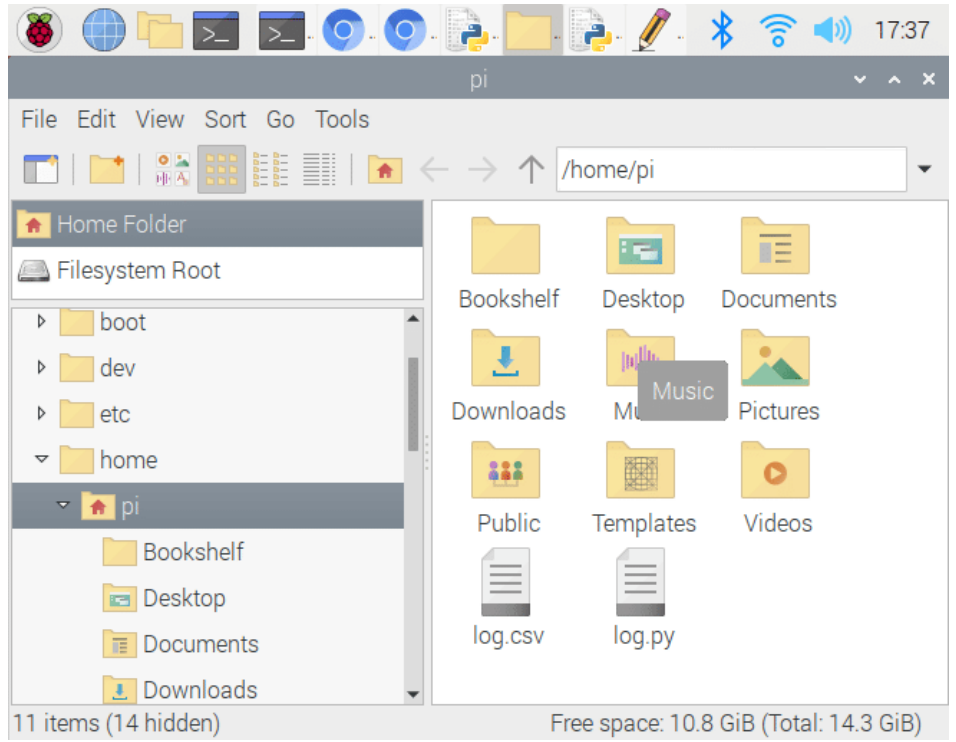 17:37
pi
File Edit View Sort Go Tools
/home/pi
Home Folder
Filesystem Root
boot
dev
etc
home
pi
Bookshelf
Desktop
Documents
Downloads
Bookshelf Desktop Documents
Downloads Mu Pictures
Music
Public Templates Videos
log.csv log.py
11 items (14 hidden)
Free space: 10.8 GiB (Total: 14.3 GiB)